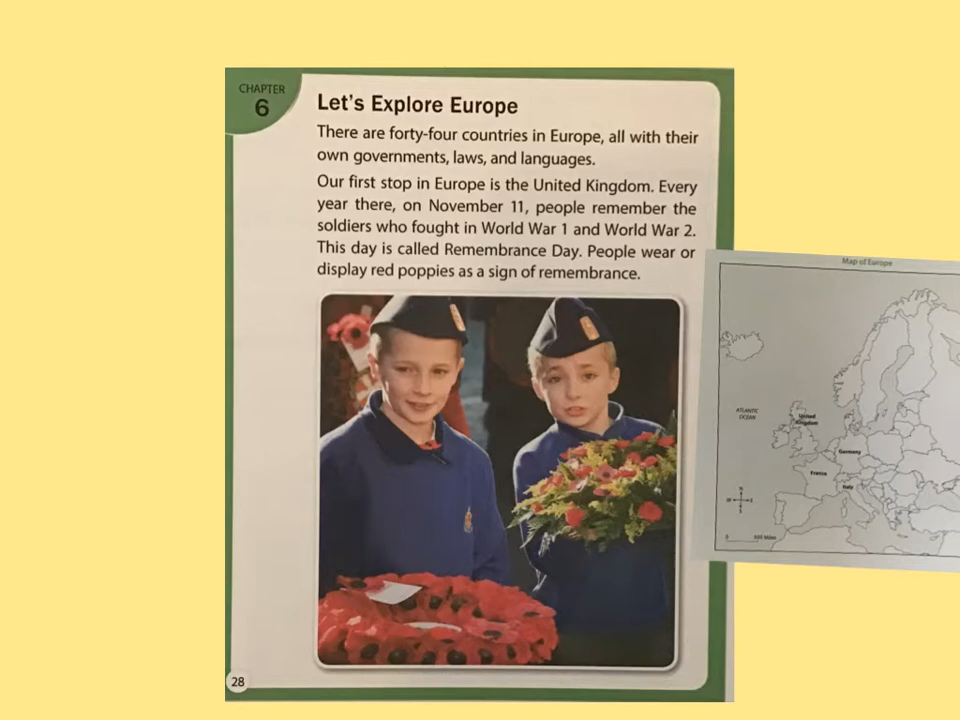 CHAPTER
6
Let's Explore Europe
There are forty-four countries in Europe, all with their
own governments, laws, and languages.
Our first stop in Europe is the United Kingdom. Every
year there, on November 11, people remember the
soldiers who fought in World War 1 and World War 2.
This day is called Remembrance Day. People wear or
display red poppies as a sign of remembrance.
28
Map of Europe
ATLANTIC
OCEAN
United
Kingdom
Germany
France
Italy
N
W
E
S
0